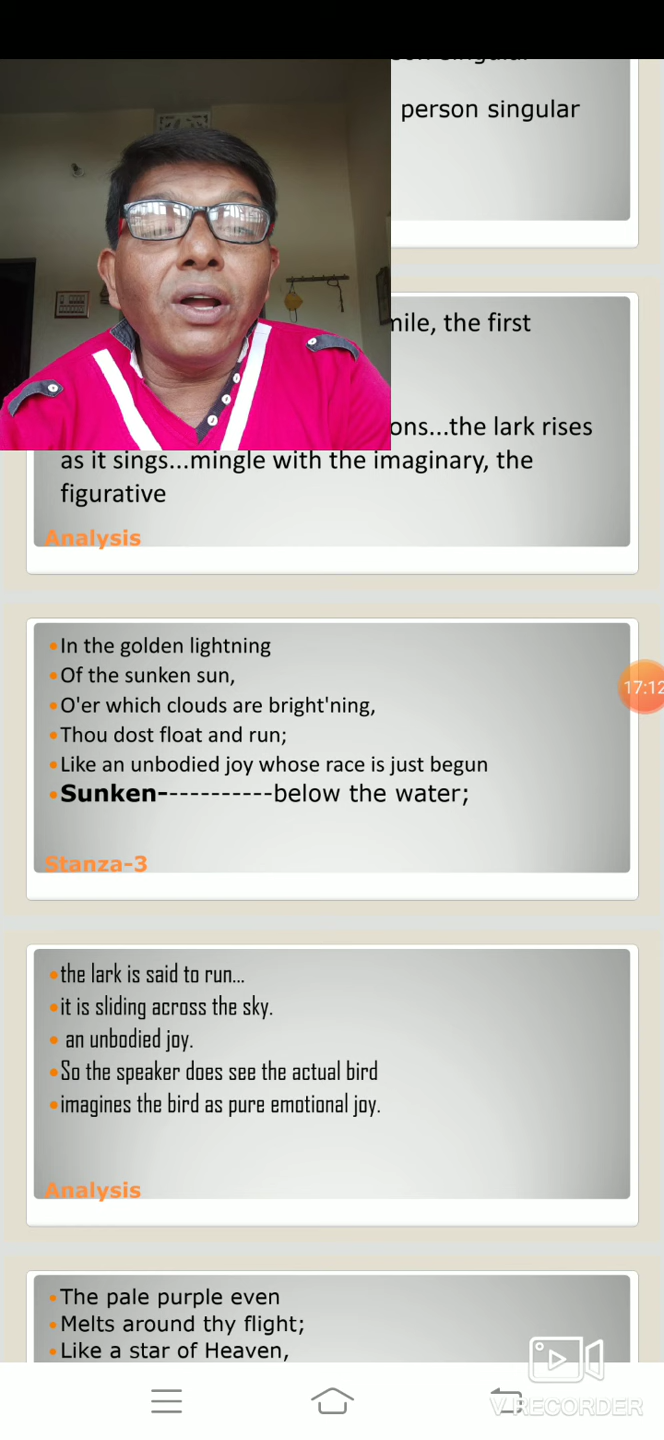 person singular
mile, the first
ons...the lark rises
as it sings...mingle with the imaginary, the
figurative
Analysis
•In the golden lightning
•Of the sunken sun,
•O'er which clouds are bright'ning,
•Thou dost float and run;
•Like an unbodied joy whose race is just begun
•Sunken-----------below the water;
Stanza-3
17:12
•the lark is said to run...
•it is sliding across the sky.
• an unbodied joy.
•So the speaker does see the actual bird
•imagines the bird as pure emotional joy.
Analysis
•The pale purple even
•Melts around thy flight;
•Like a star of Heaven,
V RECORDER